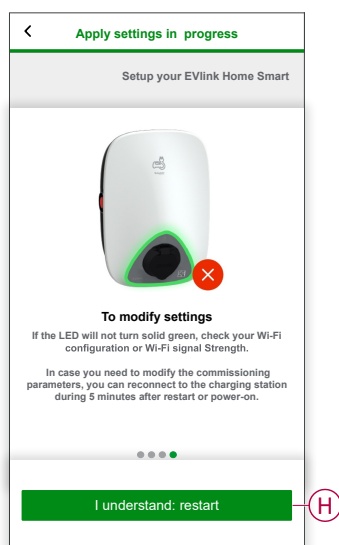 Apply settings in progress
Setup your EVlink Home Smart
To modify settings
If the LED will not turn solid green, check your Wi-Fi
configuration or Wi-Fi signal Strength.
In case you need to modify the commissioning
parameters, you can reconnect to the charging station
during 5 minutes after restart or power-on.
I understand: restart
H